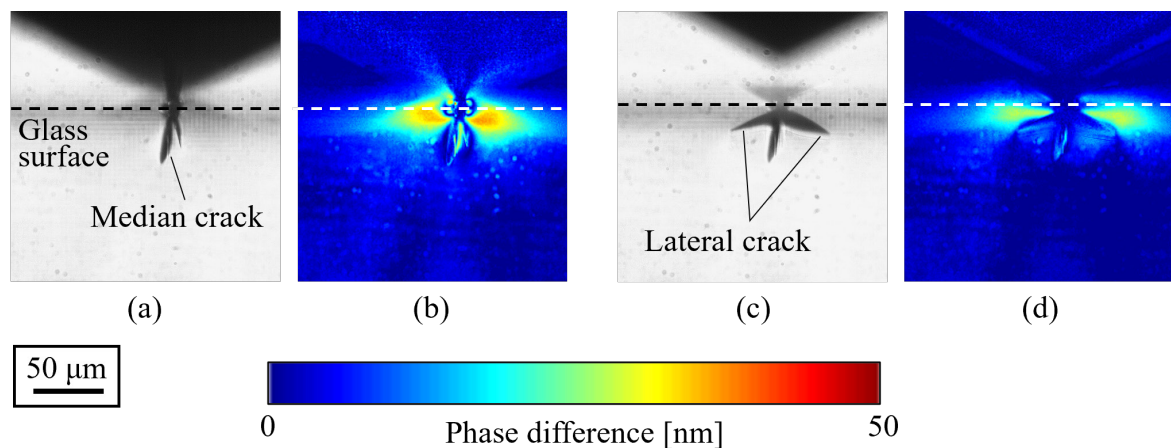 Glass
surface
Median crack
Lateral crack
(a)
(b)
(c)
(d)
50 μm
0
50
Phase difference [nm]